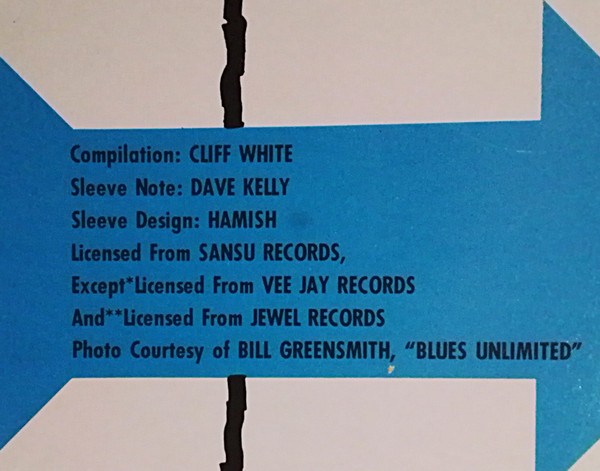 Compilation: CLIFF WHITE
Sleeve Note: DAVE KELLY
Sleeve Design: HAMISH
Licensed From SANSU RECORDS,
Except*Licensed From VEE JAY RECORDS
And**Licensed From JEWEL RECORDS
Photo Courtesy of BILL GREENSMITH, “BLUES UNLIMITED”